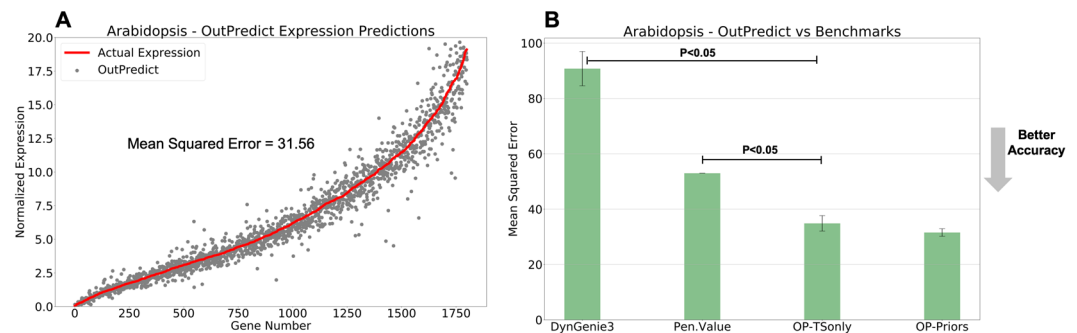 A
Arabidopsis - OutPredict Expression Predictions
20.0
17.5
15.0
12.5
10.0
7.5
5.0
2.5
0.0
Normalized Expression
Actual Expression
OutPredict
Mean Squared Error = 31.56
0 250 500 750 1000 1250 1500 1750
Gene Number
B
Arabidopsis - OutPredict vs Benchmarks
100
80
60
40
20
0
Mean Squared Error
P<0.05
P<0.05
DynGenie3 Pen.Value OP-TSonly OP-Priors
Better
Accuracy